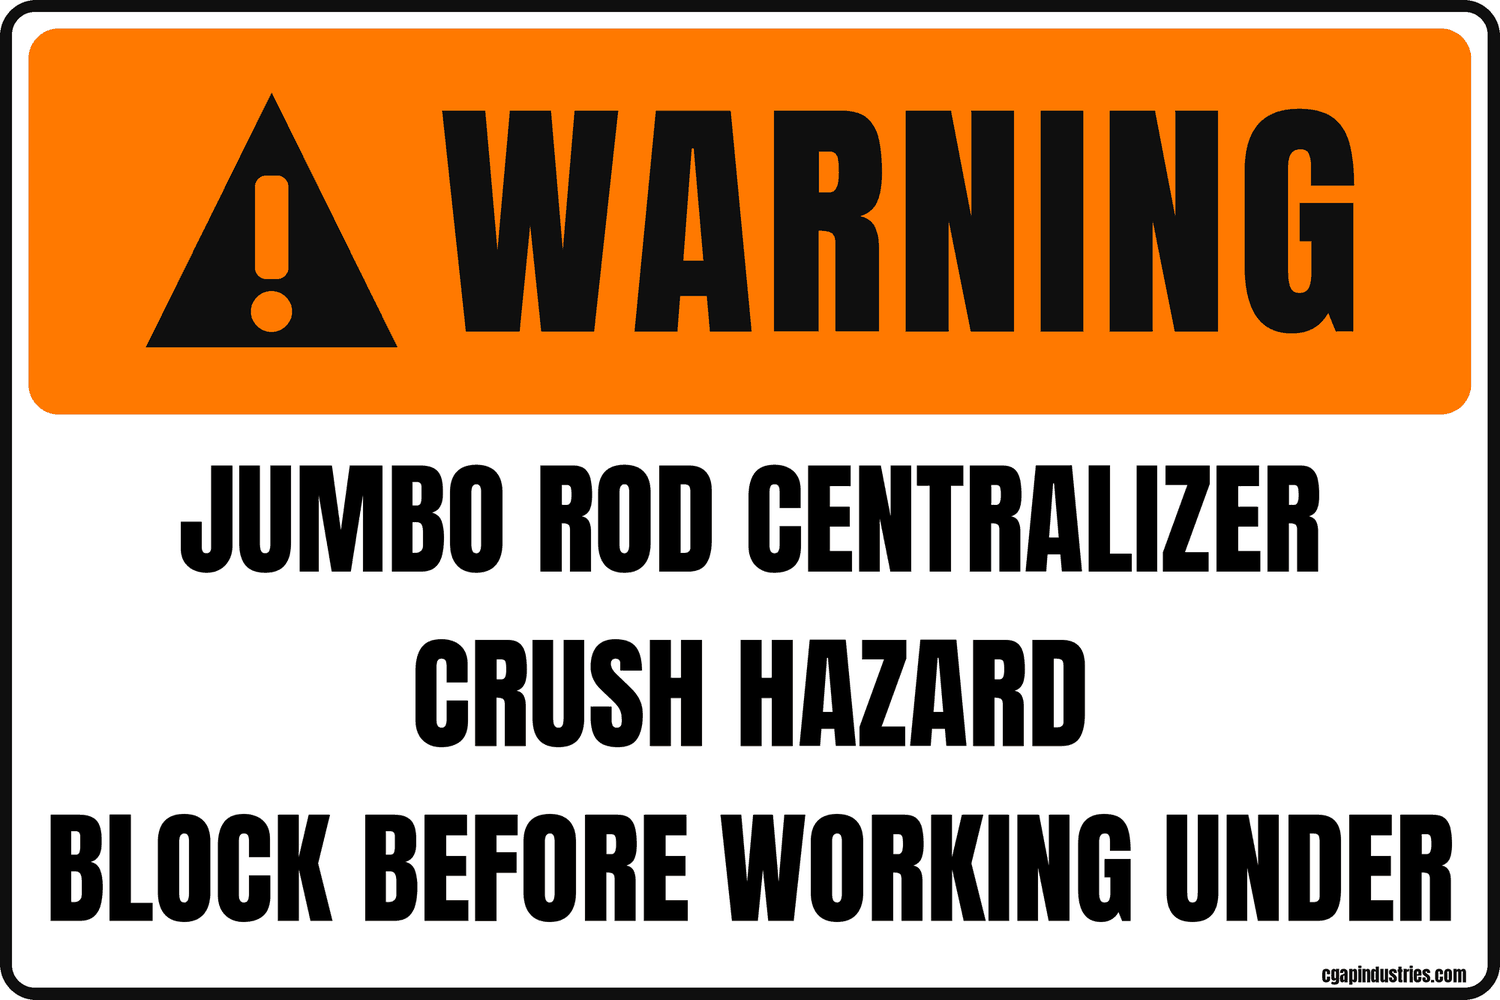 WARNING
JUMBO ROD CENTRALIZER
CRUSH HAZARD
BLOCK BEFORE WORKING UNDER
cgapindustries.com